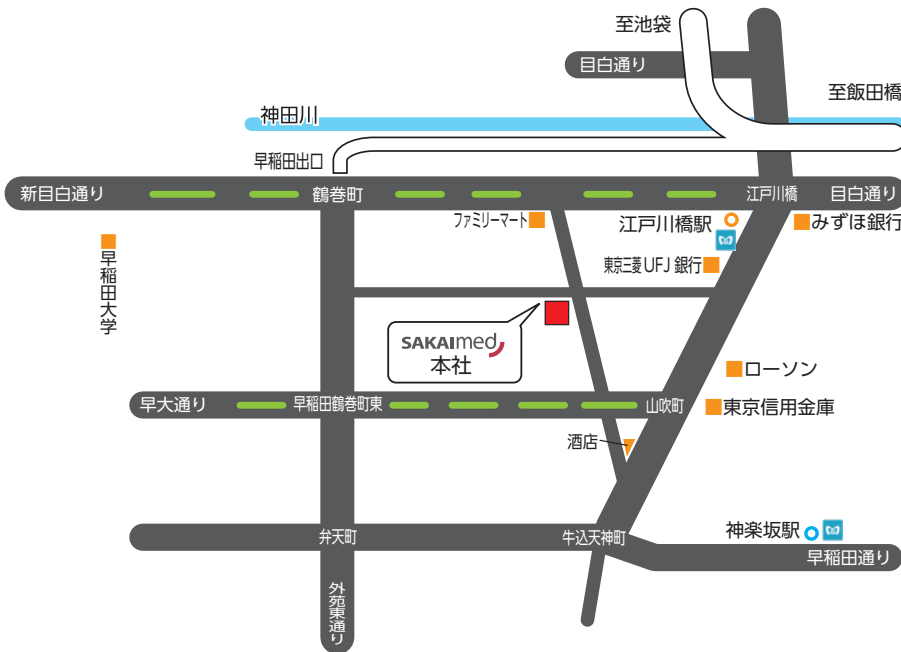 至池袋
目白通り
至飯田橋
神田川
早稲田出口
新目白通り
鶴巻町
江戸川橋
目白通り
ファミリーマート
江戸川橋駅
みずほ銀行
早稲田大学
東京三菱UFJ銀行
SAKAImed
本社
ローソン
早大通り
早稲田鶴巻町東
山吹町
東京信用金庫
酒店
弁天町
牛込天神町
神楽坂駅
早稲田通り
外苑東通り